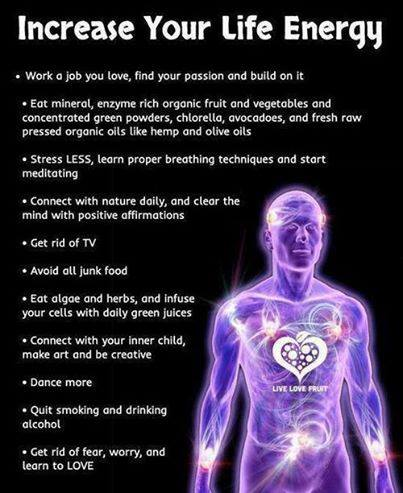 Increase Your Life Energy
• Work a job you love, find your passion and build on it
• Eat mineral, enzyme rich organic fruit and vegetables and
concentrated green powders, chlorella, avocadoes, and fresh raw
pressed organic oils like hemp and olive oils
• Stress LESS, learn proper breathing techniques and start
meditating
• Connect with nature daily, and clear the
mind with positive affirmations
• Get rid of TV
• Avoid all junk food
• Eat algae and herbs, and infuse
your cells with daily green juices
• Connect with your inner child,
make art and be creative
• Dance more
• Quit smoking and drinking
alcohol
• Get rid of fear, worry, and
learn to LOVE
LIVE LOVE FRUIT